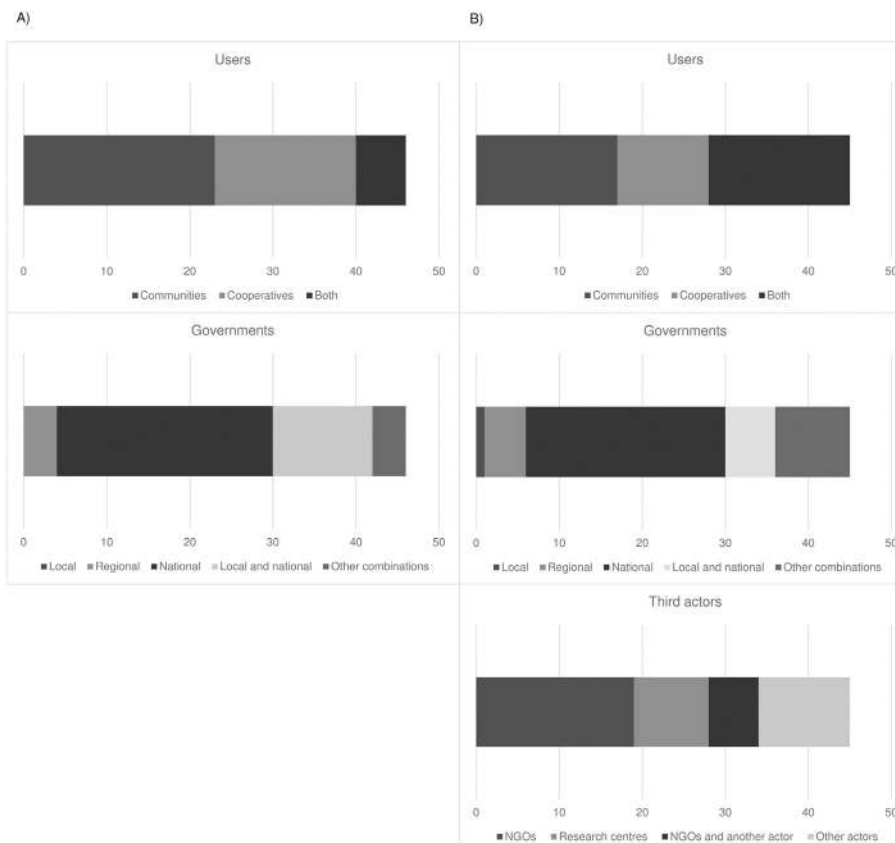 A)
B)
Users
0 10 20 30 40 50
■Communities ■Cooperatives ■Both
Users
0 10 20 30 40 50
■Communities ■Cooperatives ■Both
Governments
0 10 20 30 40 50
■Local ■Regional ■National ■Local and national ■Other combinations
Governments
0 10 20 30 40 50
■Local ■Regional ■National ■Local and national ■Other combinations
Third actors
0 10 20 30 40 50
■NGOs ■Research centres ■NGOs and another actor ■Other actors